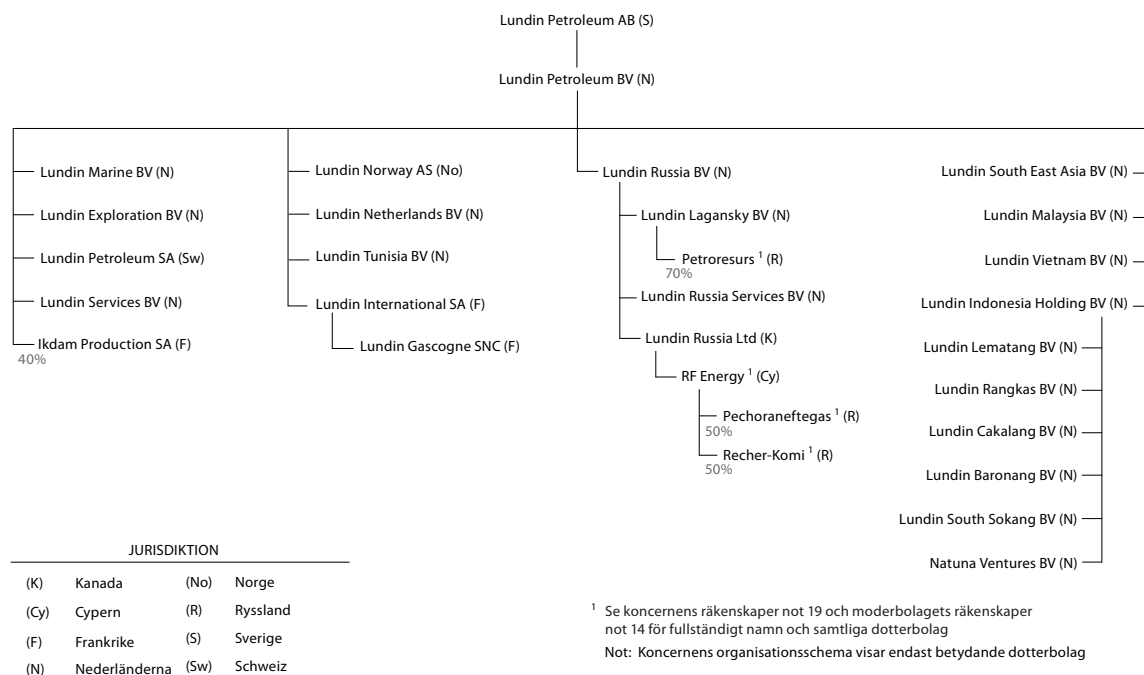 Lundin Petroleum AB (S)
Lundin Petroleum BV (N)
Lundin Marine BV (N)
Lundin Exploration BV (N)
Lundin Petroleum SA (Sw)
Lundin Services BV (N)
Ikdam Production SA (F)
40%
Lundin Norway AS (No)
Lundin Netherlands BV (N)
Lundin Tunisia BV (N)
Lundin International SA (F)
Lundin Gascogne SNC (F)
Lundin Russia BV (N)
Lundin Lagansky BV (N)
Petroresurs ¹ (R)
70%
Lundin Russia Services BV (N)
Lundin Russia Ltd (K)
RF Energy ¹ (Cy)
Pechoraneftegas ¹ (R)
50%
Recher-Komi ¹ (R)
50%
Lundin South East Asia BV (N)
Lundin Malaysia BV (N)
Lundin Vietnam BV (N)
Lundin Indonesia Holding BV (N)
Lundin Lematang BV (N)
Lundin Rangkas BV (N)
Lundin Cakalang BV (N)
Lundin Baronang BV (N)
Lundin South Sokang BV (N)
Natuna Ventures BV (N)
JURISDIKTION
(K) Kanada (No) Norge
(Cy) Cypern (R) Ryssland
(F) Frankrike (S) Sverige
(N) Nederländerna (Sw) Schweiz
¹ Se koncernens räkenskaper not 19 och moderbolagets räkenskaper
not 14 för fullständigt namn och samtliga dotterbolag
Not: Koncernens organisationsschema visar endast betydande dotterbolag